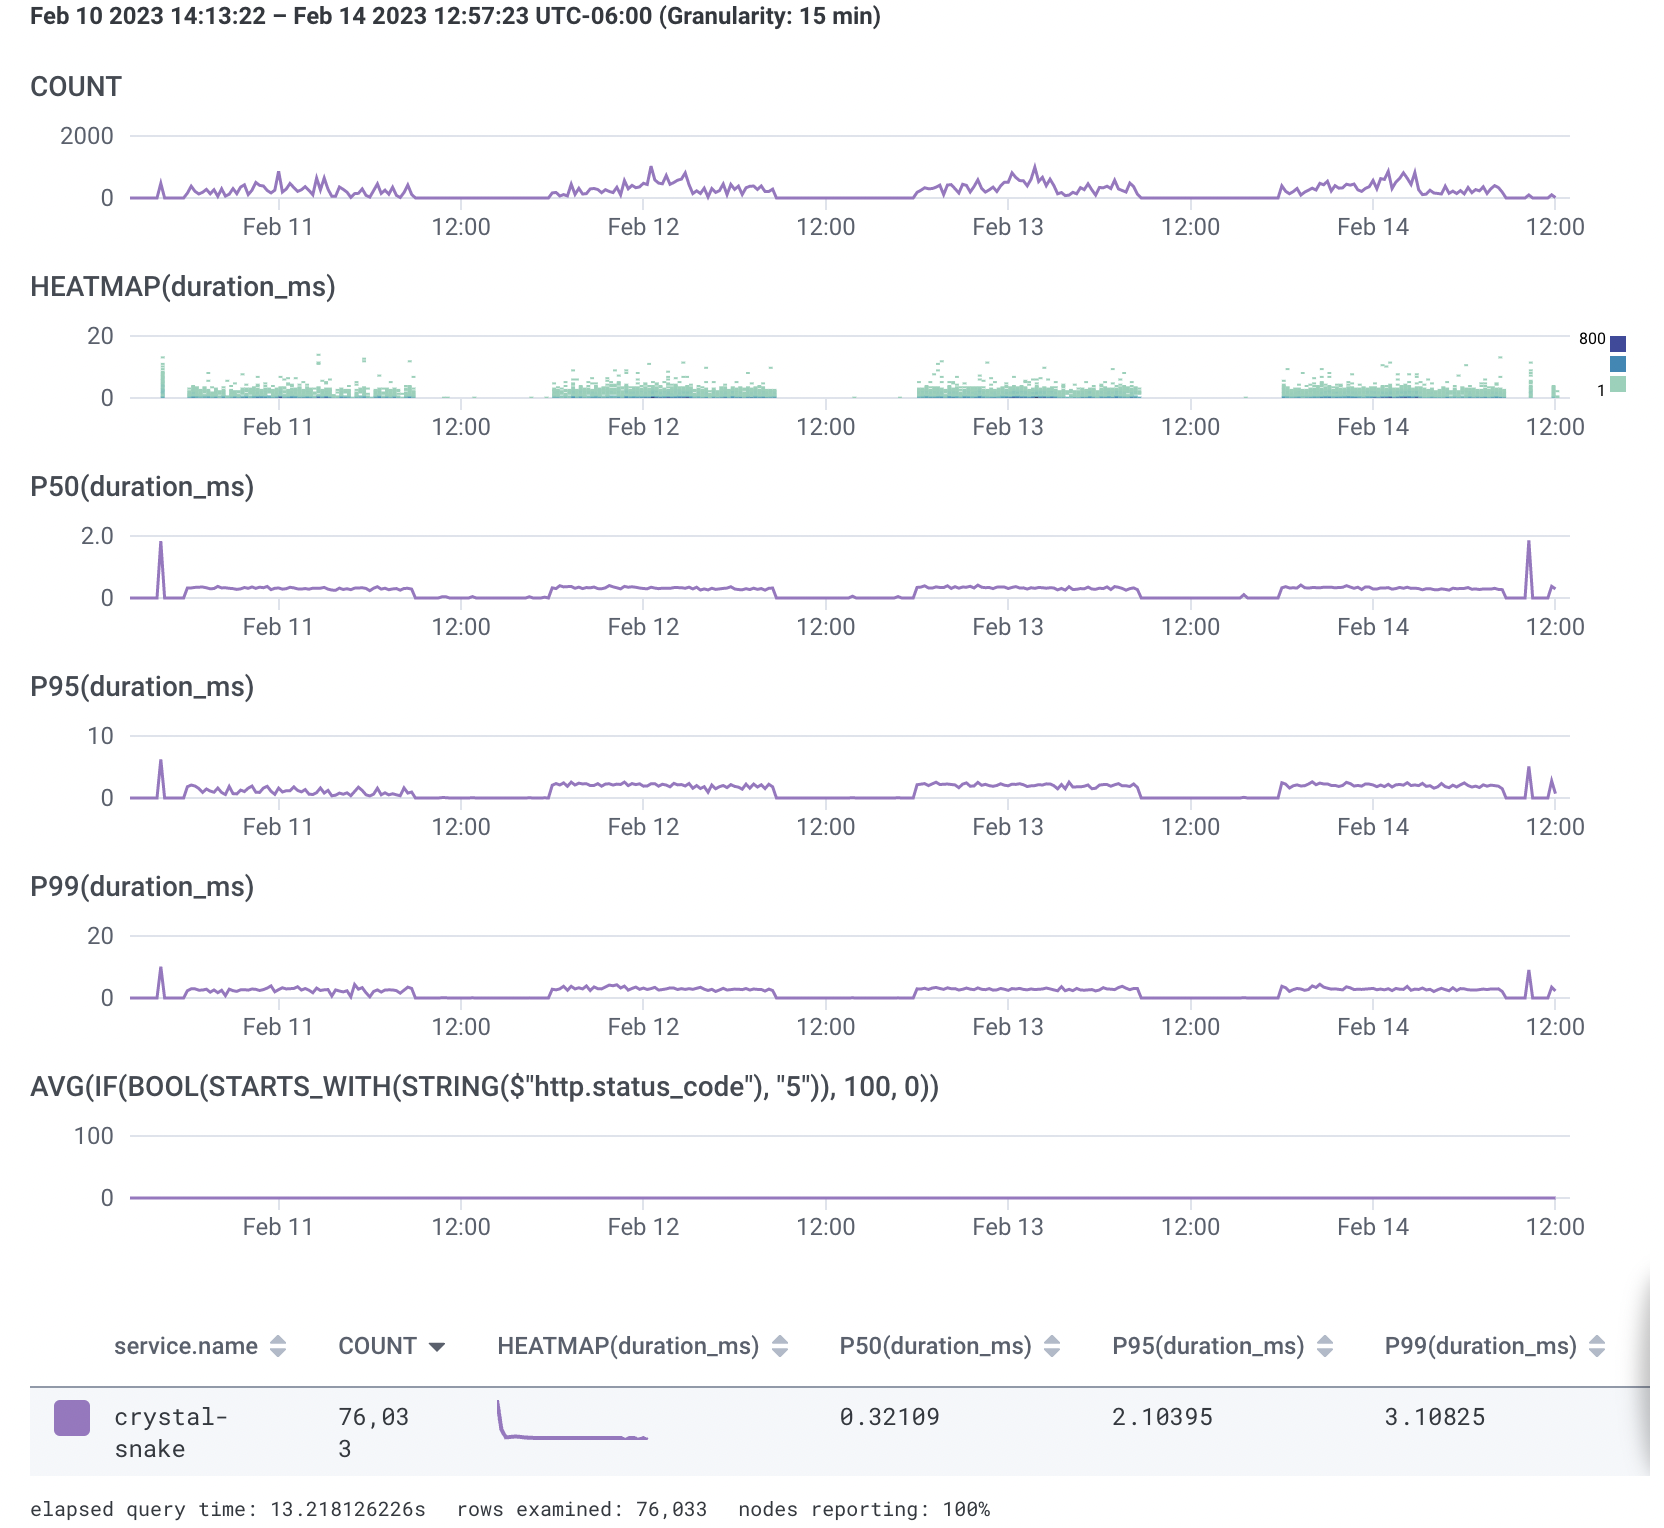 Feb 10 2023 14:13:22 – Feb 14 2023 12:57:23 UTC-06:00 (Granularity: 15 min)
COUNT
2000
0
Feb 11 12:00 Feb 12 12:00 Feb 13 12:00 Feb 14 12:00
HEATMAP(duration_ms)
20
800
1
0
Feb 11 12:00 Feb 12 12:00 Feb 13 12:00 Feb 14 12:00
P50(duration_ms)
2.0
0
Feb 11 12:00 Feb 12 12:00 Feb 13 12:00 Feb 14 12:00
P95(duration_ms)
10
0
Feb 11 12:00 Feb 12 12:00 Feb 13 12:00 Feb 14 12:00
P99(duration_ms)
20
0
Feb 11 12:00 Feb 12 12:00 Feb 13 12:00 Feb 14 12:00
AVG(IF(BOOL(STARTS_WITH(STRING($"http.status_code"), "5")), 100, 0))
100
0
Feb 11 12:00 Feb 12 12:00 Feb 13 12:00 Feb 14 12:00
service.name COUNT HEATMAP(duration_ms) P50(duration_ms) P95(duration_ms) P99(duration_ms)
crystal- 76,03 0.32109 2.10395 3.10825
snake 3
elapsed query time: 13.218126226s rows examined: 76,033 nodes reporting: 100%